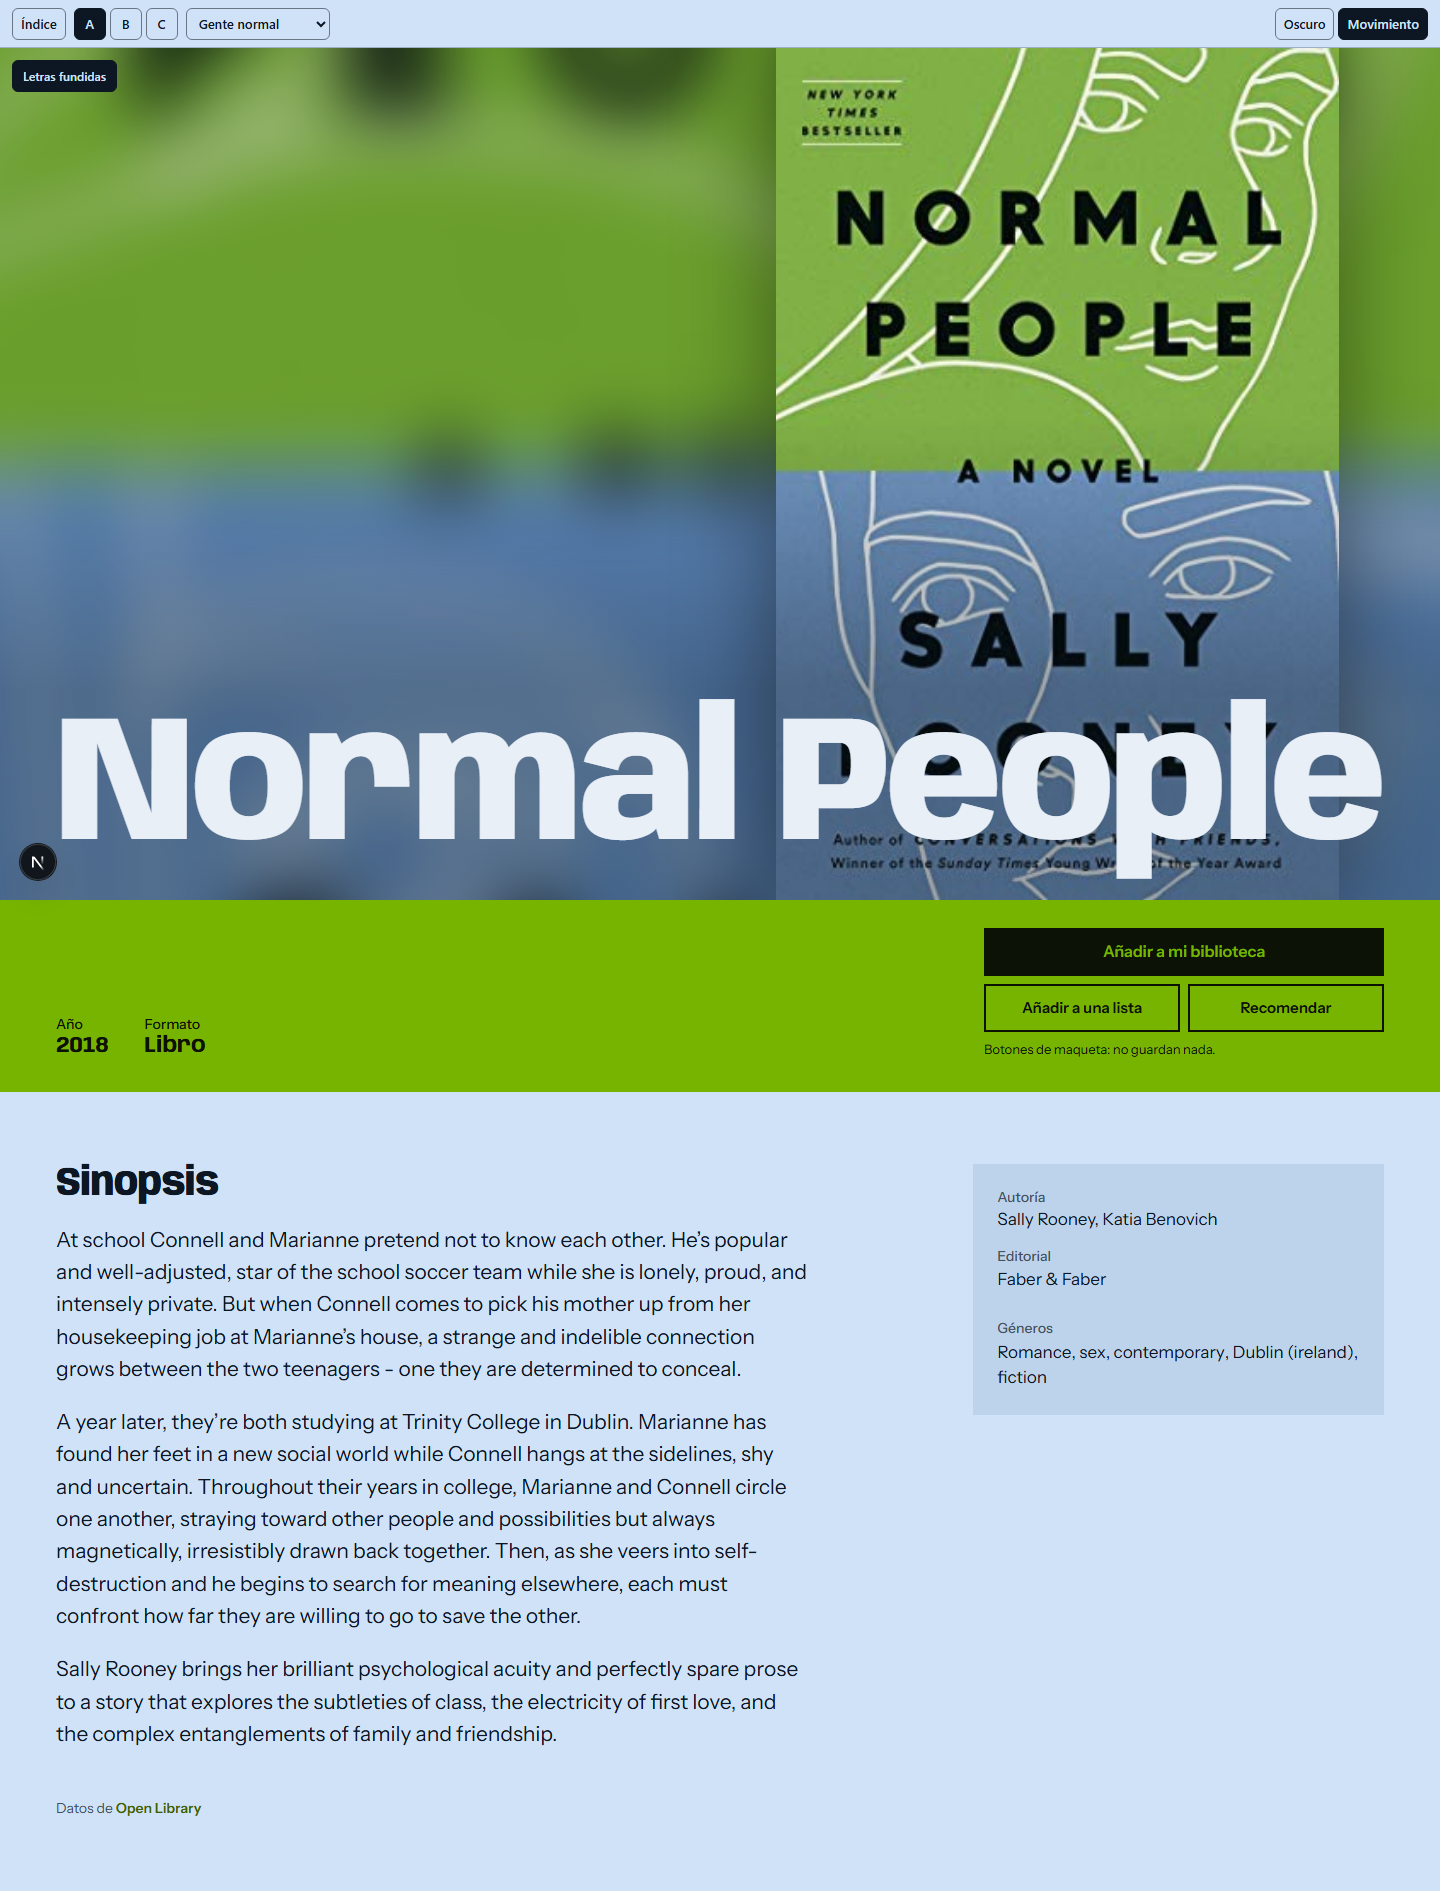 Índice
A
B
C
Gente normal
Oscuro
Movimiento
Letras fundidas
NEW YORK
TIMES
BESTSELLER
NORMAL
PEOPLE
A NOVEL
SALLY
Normal People
Author of
Winner of the Sunday Times Young of the Year Award
N
Añadir a mi biblioteca
Añadir a una lista
Recomendar
Botones de maqueta: no guardan nada.
Año
2018
Formato
Libro
Sinopsis
At school Connell and Marianne pretend not to know each other. He’s popular
and well-adjusted, star of the school soccer team while she is lonely, proud, and
intensely private. But when Connell comes to pick his mother up from her
housekeeping job at Marianne’s house, a strange and indelible connection
grows between the two teenagers - one they are determined to conceal.
A year later, they’re both studying at Trinity College in Dublin. Marianne has
found her feet in a new social world while Connell hangs at the sidelines, shy
and uncertain. Throughout their years in college, Marianne and Connell circle
one another, straying toward other people and possibilities but always
magnetically, irresistibly drawn back together. Then, as she veers into self-
destruction and he begins to search for meaning elsewhere, each must
confront how far they are willing to go to save the other.
Sally Rooney brings her brilliant psychological acuity and perfectly spare prose
to a story that explores the subtleties of class, the electricity of first love, and
the complex entanglements of family and friendship.
Datos de Open Library
Autoría
Sally Rooney, Katia Benovich
Editorial
Faber & Faber
Géneros
Romance, sex, contemporary, Dublin (ireland),
fiction